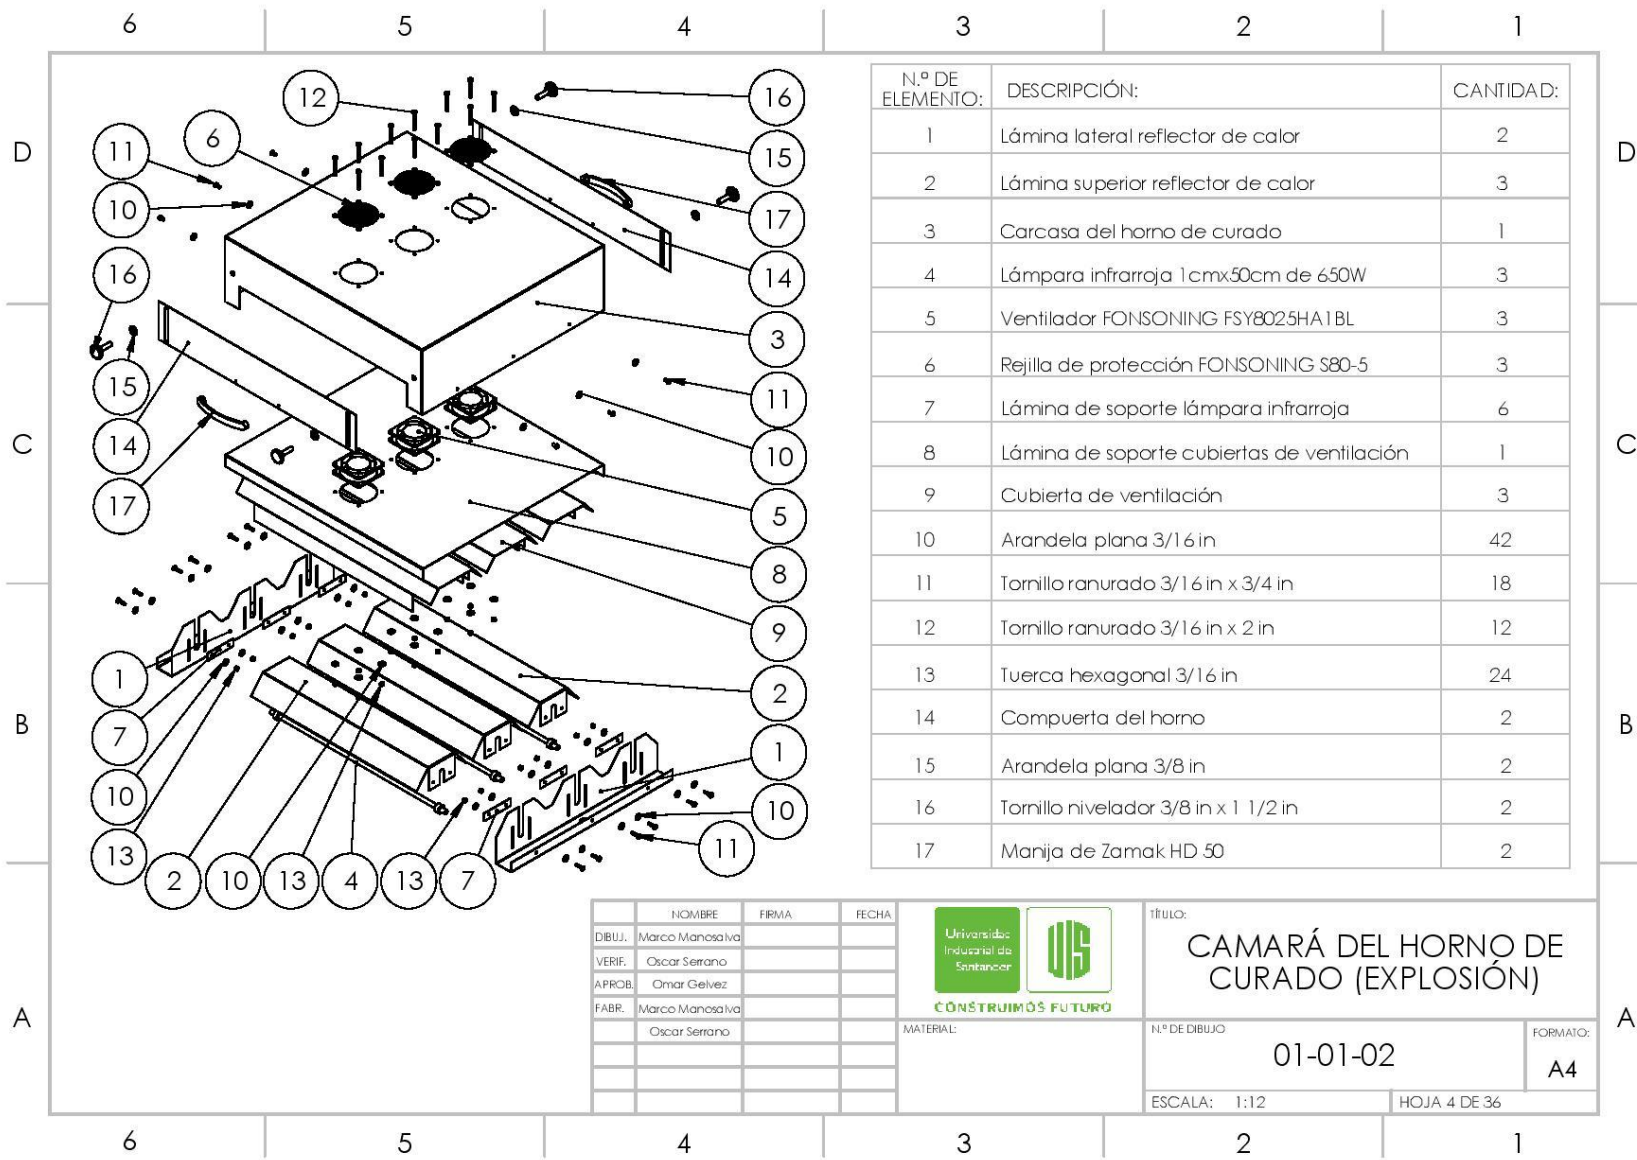 6 5 4 3 2 1
D
C
B
A
D
C
B
A
12
16
6
11
15
10
17
16
14
3
15
11
14
10
17
5
8
9
1
2
7
1
10
10
13
11
2 10 13 4 13 7
N.º DE ELEMENTO: DESCRIPCIÓN: CANTIDAD:
1 Lámina lateral reflector de calor 2
2 Lámina superior reflector de calor 3
3 Carcasa del horno de curado 1
4 Lámpara infrarroja 1cmx50cm de 650W 3
5 Ventilador FONSONING FSY8025HA1BL 3
6 Rejilla de protección FONSONING S80-5 3
7 Lámina de soporte lámpara infrarroja 6
8 Lámina de soporte cubiertas de ventilación 1
9 Cubierta de ventilación 3
10 Arandela plana 3/16 in 42
11 Tornillo ranurado 3/16 in x 3/4 in 18
12 Tornillo ranurado 3/16 in x 2 in 12
13 Tuerca hexagonal 3/16 in 24
14 Compuerta del horno 2
15 Arandela plana 3/8 in 2
16 Tornillo nivelador 3/8 in x 1 1/2 in 2
17 Manija de Zamak HD 50 2
NOMBRE FIRMA FECHA
DIBUJ. Marco Manosalva
VERIF. Oscar Serrano
APROB. Omar Gelvez
FABR. Marco Manosalva
Oscar Serrano
Universidad
Industrial de
Santander
UIS
CONSTRUIMOS FUTURO
MATERIAL:
TÍTULO:
CAMARÁ DEL HORNO DE
CURADO (EXPLOSIÓN)
N.º DE DIBUJO
01-01-02
FORMATO:
A4
ESCALA: 1:12
HOJA 4 DE 36
6 5 4 3 2 1